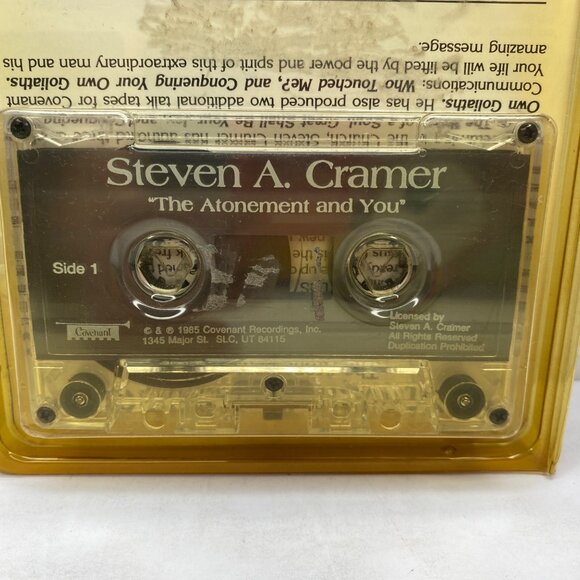 Steven A. Cramer
"The Atonement and You"
Side 1
Covenant
© & ℗ 1985 Covenant Recordings, Inc.
1345 Major St. SLC, UT 84115
Licensed by
Steven A. Cramer
All Rights Reserved
Duplication Prohibited
Own Goliaths. He has also produced two additional talk tapes for Covenant
Communications: Who Touched Me?, and Conquering Your Own Goliaths.
Your life will be lifted by the power and spirit of this extraordinary man and his
amazing message.